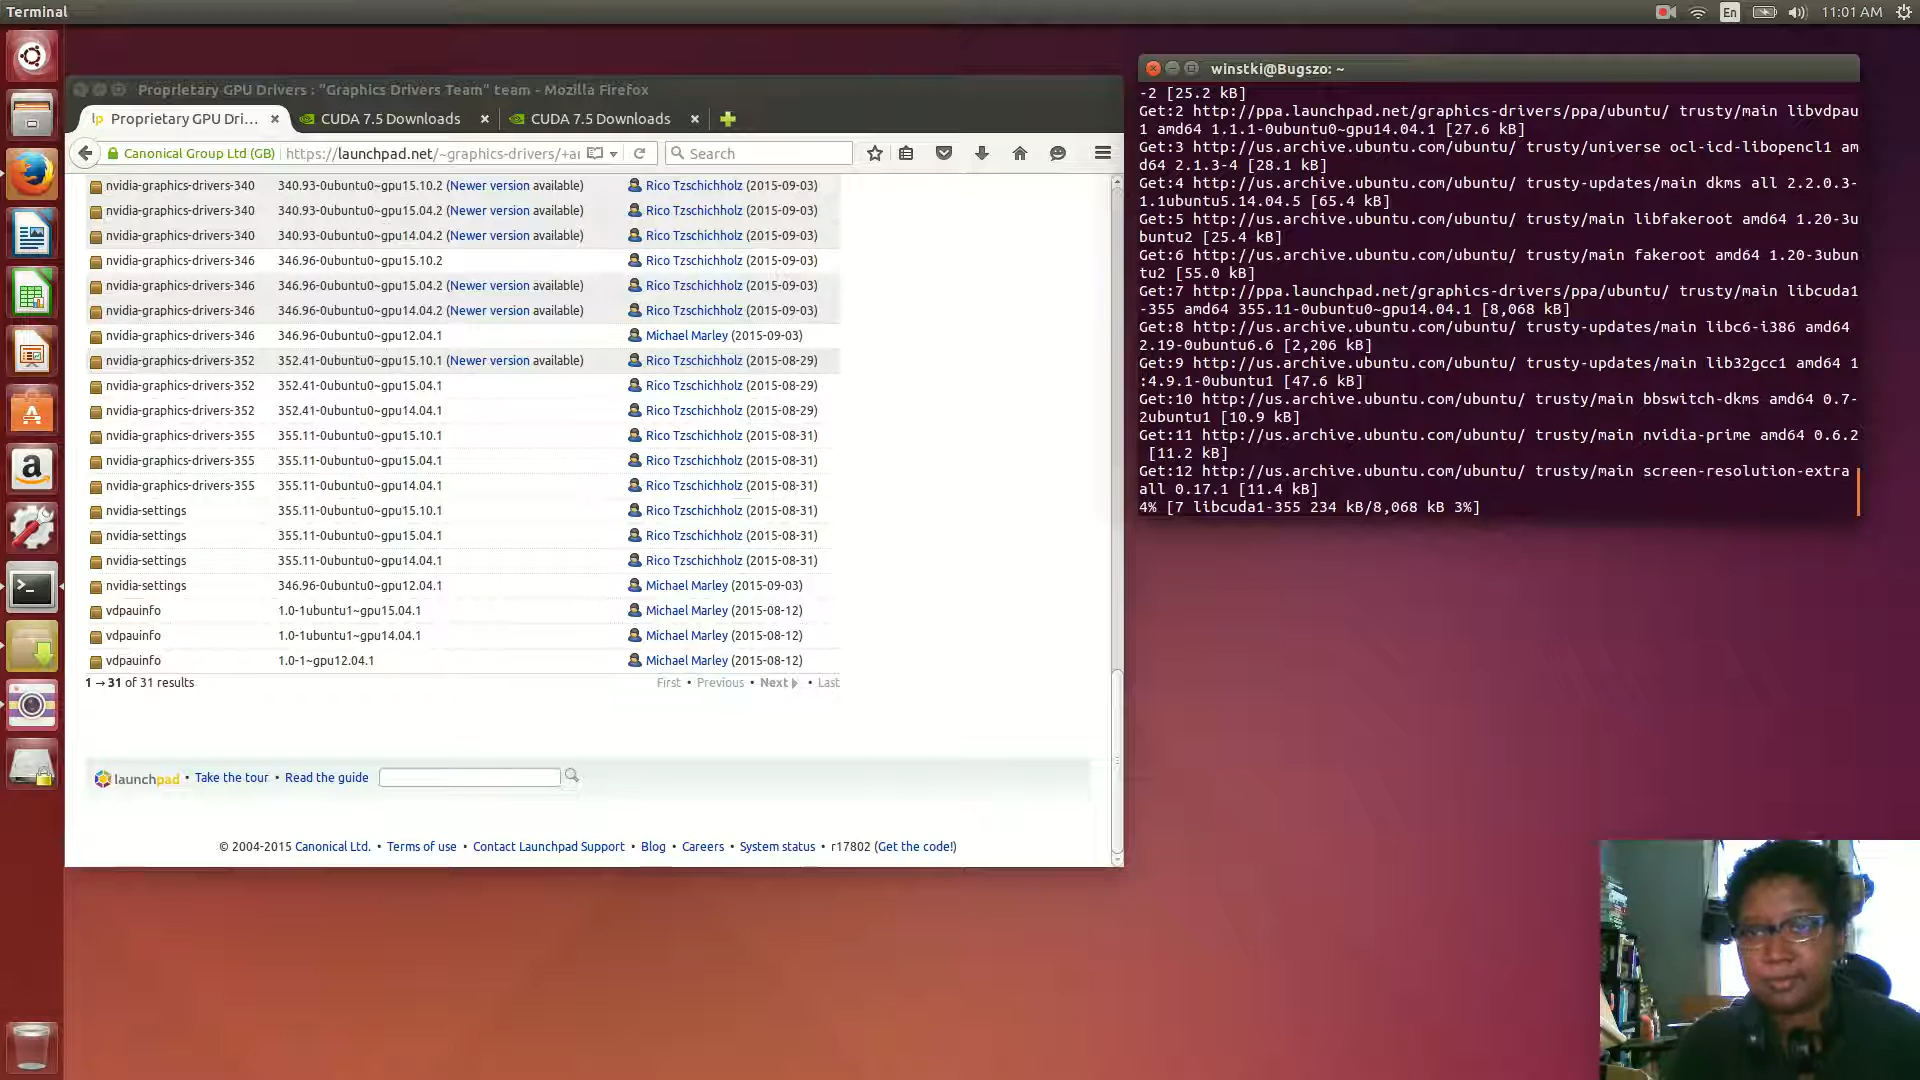 Terminal
En
11:01 AM
Proprietary GPU Drivers : "Graphics Drivers Team" team - Mozilla Firefox
lp Proprietary GPU Dri...
CUDA 7.5 Downloads
CUDA 7.5 Downloads
Canonical Group Ltd (GB)
https://launchpad.net/~graphics-drivers/+ar
Search
nvidia-graphics-drivers-340 340.93-0ubuntu0~gpu15.10.2 (Newer version available) Rico Tzschichholz (2015-09-03)
nvidia-graphics-drivers-340 340.93-0ubuntu0~gpu15.04.2 (Newer version available) Rico Tzschichholz (2015-09-03)
nvidia-graphics-drivers-340 340.93-0ubuntu0~gpu14.04.2 (Newer version available) Rico Tzschichholz (2015-09-03)
nvidia-graphics-drivers-346 346.96-0ubuntu0~gpu15.10.2 Rico Tzschichholz (2015-09-03)
nvidia-graphics-drivers-346 346.96-0ubuntu0~gpu15.04.2 (Newer version available) Rico Tzschichholz (2015-09-03)
nvidia-graphics-drivers-346 346.96-0ubuntu0~gpu14.04.2 (Newer version available) Rico Tzschichholz (2015-09-03)
nvidia-graphics-drivers-346 346.96-0ubuntu0~gpu12.04.1 Michael Marley (2015-09-03)
nvidia-graphics-drivers-352 352.41-0ubuntu0~gpu15.10.1 (Newer version available) Rico Tzschichholz (2015-08-29)
nvidia-graphics-drivers-352 352.41-0ubuntu0~gpu15.04.1 Rico Tzschichholz (2015-08-29)
nvidia-graphics-drivers-352 352.41-0ubuntu0~gpu14.04.1 Rico Tzschichholz (2015-08-29)
nvidia-graphics-drivers-355 355.11-0ubuntu0~gpu15.10.1 Rico Tzschichholz (2015-08-31)
nvidia-graphics-drivers-355 355.11-0ubuntu0~gpu15.04.1 Rico Tzschichholz (2015-08-31)
nvidia-graphics-drivers-355 355.11-0ubuntu0~gpu14.04.1 Rico Tzschichholz (2015-08-31)
nvidia-settings 355.11-0ubuntu0~gpu15.10.1 Rico Tzschichholz (2015-08-31)
nvidia-settings 355.11-0ubuntu0~gpu15.04.1 Rico Tzschichholz (2015-08-31)
nvidia-settings 355.11-0ubuntu0~gpu14.04.1 Rico Tzschichholz (2015-08-31)
nvidia-settings 346.96-0ubuntu0~gpu12.04.1 Michael Marley (2015-09-03)
vdpauinfo 1.0-1ubuntu1~gpu15.04.1 Michael Marley (2015-08-12)
vdpauinfo 1.0-1ubuntu1~gpu14.04.1 Michael Marley (2015-08-12)
vdpauinfo 1.0-1~gpu12.04.1 Michael Marley (2015-08-12)
1 → 31 of 31 results First • Previous • Next • Last
launchpad • Take the tour • Read the guide
© 2004-2015 Canonical Ltd. • Terms of use • Contact Launchpad Support • Blog • Careers • System status • r17802 (Get the code!)
winstki@Bugszo: ~
-2 [25.2 kB]
Get:2 http://ppa.launchpad.net/graphics-drivers/ppa/ubuntu/ trusty/main libvdpau
1 amd64 1.1.1-0ubuntu0~gpu14.04.1 [27.6 kB]
Get:3 http://us.archive.ubuntu.com/ubuntu/ trusty/universe ocl-icd-libopencl1 am
d64 2.1.3-4 [28.1 kB]
Get:4 http://us.archive.ubuntu.com/ubuntu/ trusty-updates/main dkms all 2.2.0.3-
1.1ubuntu5.14.04.5 [65.4 kB]
Get:5 http://us.archive.ubuntu.com/ubuntu/ trusty/main libfakeroot amd64 1.20-3u
buntu2 [25.4 kB]
Get:6 http://us.archive.ubuntu.com/ubuntu/ trusty/main fakeroot amd64 1.20-3ubun
tu2 [55.0 kB]
Get:7 http://ppa.launchpad.net/graphics-drivers/ppa/ubuntu/ trusty/main libcuda1
-355 amd64 355.11-0ubuntu0~gpu14.04.1 [8,068 kB]
Get:8 http://us.archive.ubuntu.com/ubuntu/ trusty-updates/main libc6-i386 amd64
2.19-0ubuntu6.6 [2,206 kB]
Get:9 http://us.archive.ubuntu.com/ubuntu/ trusty-updates/main lib32gcc1 amd64 1
:4.9.1-0ubuntu1 [47.6 kB]
Get:10 http://us.archive.ubuntu.com/ubuntu/ trusty/main bbswitch-dkms amd64 0.7-
2ubuntu1 [10.9 kB]
Get:11 http://us.archive.ubuntu.com/ubuntu/ trusty/main nvidia-prime amd64 0.6.2
[11.2 kB]
Get:12 http://us.archive.ubuntu.com/ubuntu/ trusty/main screen-resolution-extra
all 0.17.1 [11.4 kB]
4% [7 libcuda1-355 234 kB/8,068 kB 3%]